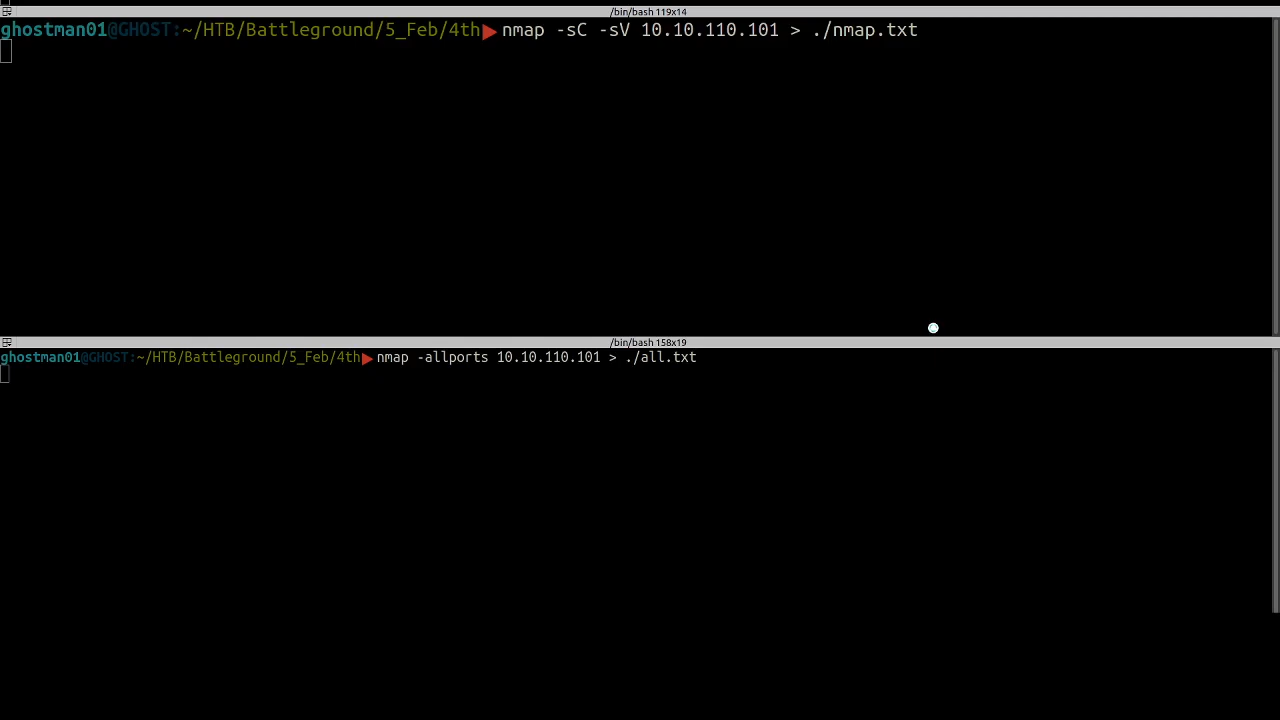 /bin/bash 119x14
ghostman01@GHOST:~/HTB/Battleground/5_Feb/4th nmap -sC -sV 10.10.110.101 > ./nmap.txt
/bin/bash 158x19
ghostman01@GHOST:~/HTB/Battleground/5_Feb/4th nmap -allports 10.10.110.101 > ./all.txt